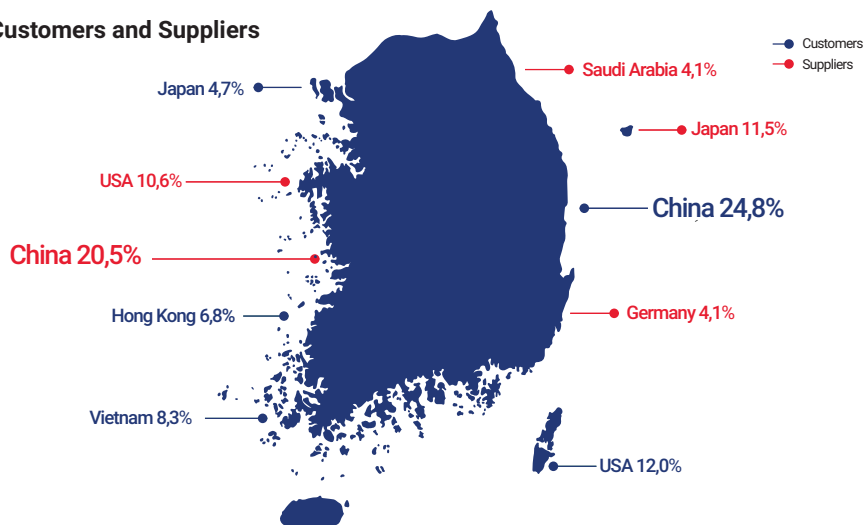 Customers and Suppliers
Customers
Suppliers
Saudi Arabia 4,1%
Japan 4,7%
Japan 11,5%
USA 10,6%
China 24,8%
China 20,5%
Hong Kong 6,8%
Germany 4,1%
Vietnam 8,3%
USA 12,0%